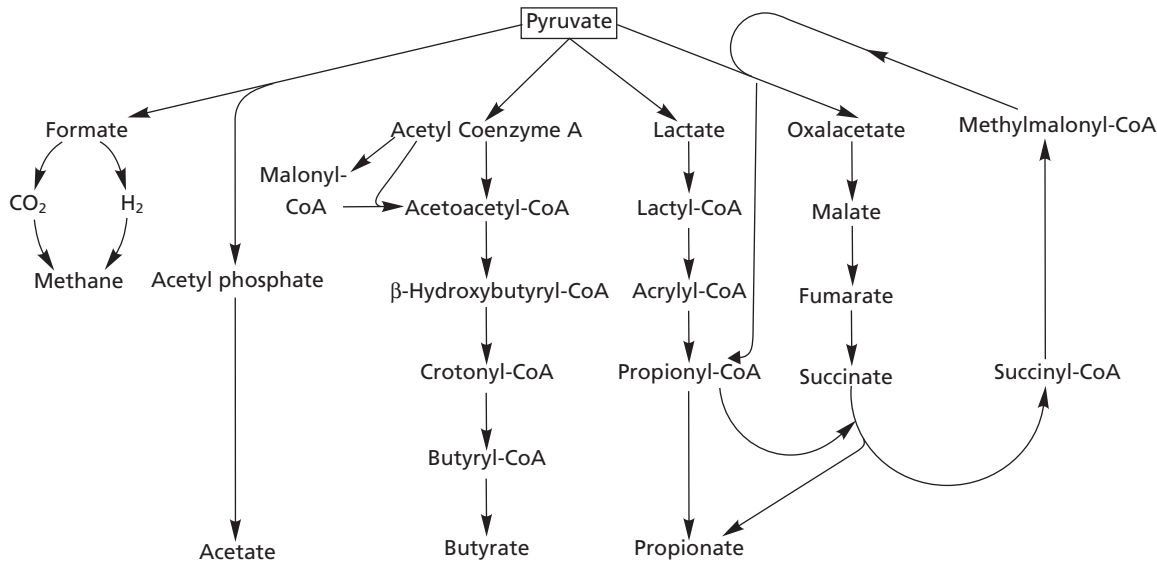 Pyruvate
Formate
Acetyl Coenzyme A
Lactate
Oxalacetate
Methylmalonyl-CoA
Malonyl-
CoA
CO₂
H₂
Acetoacetyl-CoA
Lactyl-CoA
Malate
Methane
Acetyl phosphate
β-Hydroxybutyryl-CoA
Acrylyl-CoA
Fumarate
Crotonyl-CoA
Propionyl-CoA
Succinate
Succinyl-CoA
Butyryl-CoA
Acetate
Butyrate
Propionate